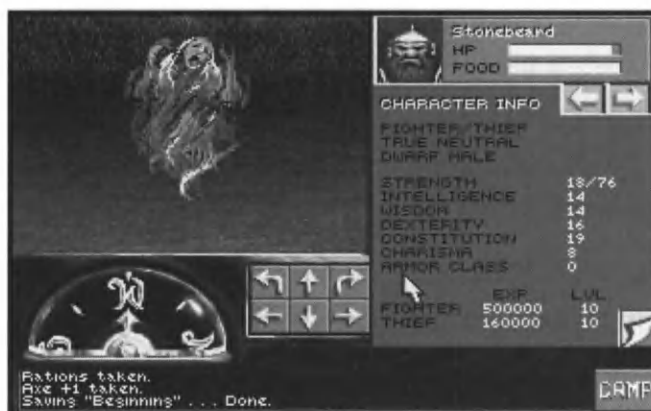 Stonebeard
HP
FOOD
CHARACTER INFO
FIGHTER/THIEF
TRUE NEUTRAL
DWARF MALE
STRENGTH 18/76
INTELLIGENCE 14
WISDOM 14
DEXTERITY 16
CONSTITUTION 19
CHARISMA 8
ARMOR CLASS 0
EXP LVL
FIGHTER 500000 10
THIEF 160000 10
W
Rations taken.
Axe +1 taken.
Saving "Beginning" . . . Done.
CAMP